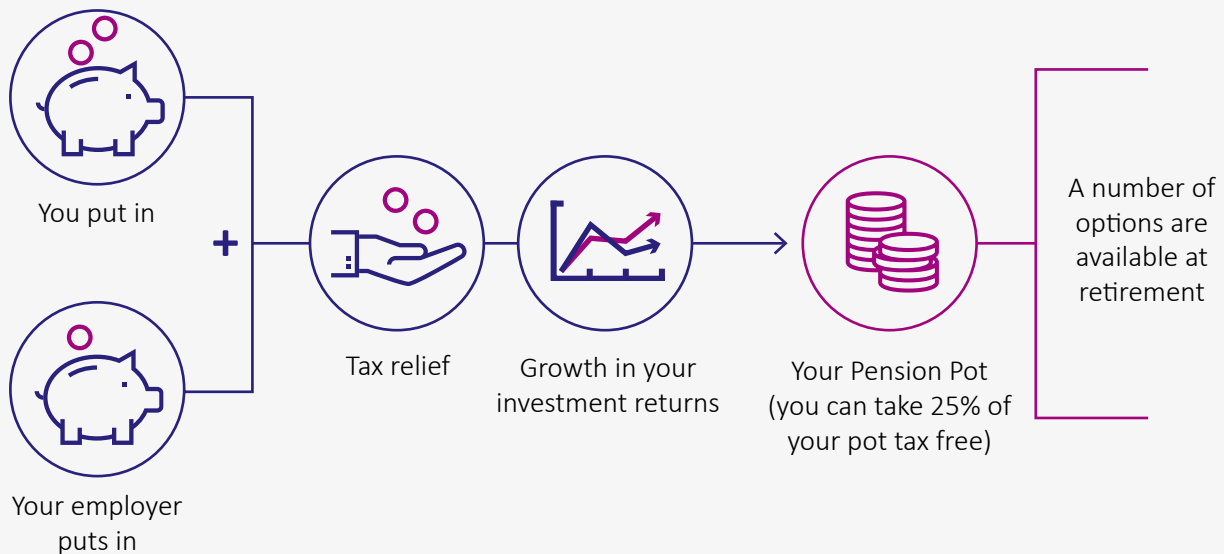 You put in
+
Your employer
puts in
Tax relief
Growth in your
investment returns
Your Pension Pot
(you can take 25% of
your pot tax free)
A number of
options are
available at
retirement